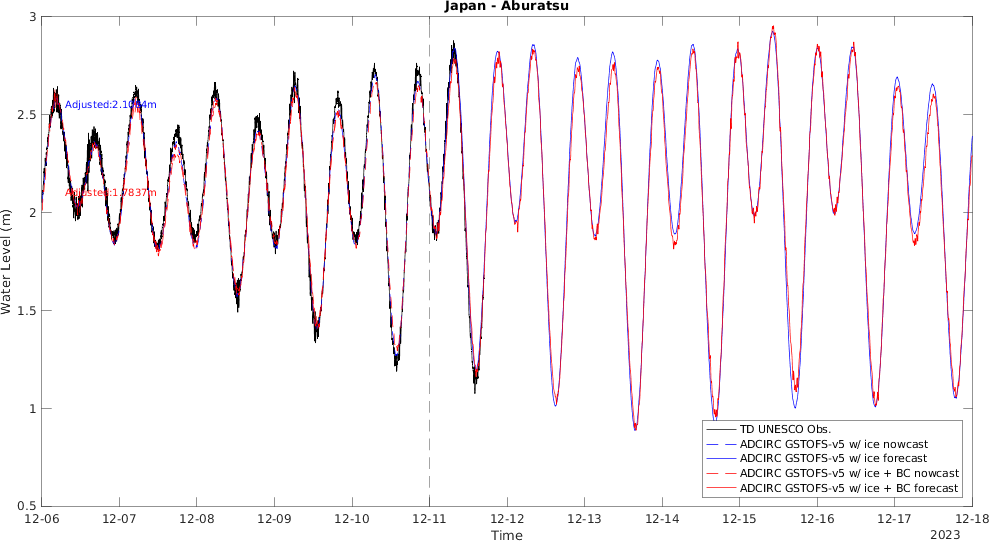 Japan - Aburatsu
3
2.5
2
1.5
1
0.5
Water Level (m)
Adjusted:2.1064m
Adjusted:1.7837m
TD UNESCO Obs.
ADCIRC GSTOFS-v5 w/ ice nowcast
ADCIRC GSTOFS-v5 w/ ice forecast
ADCIRC GSTOFS-v5 w/ ice + BC nowcast
ADCIRC GSTOFS-v5 w/ ice + BC forecast
12-06 12-07 12-08 12-09 12-10 12-11 12-12 12-13 12-14 12-15 12-16 12-17 12-18
Time
2023